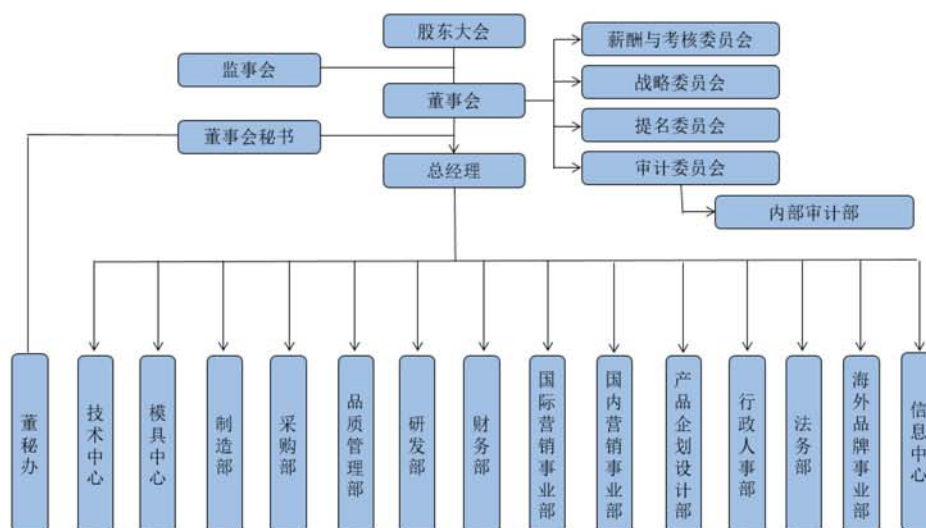 股东大会
薪酬与考核委员会
监事会
战略委员会
董事会
提名委员会
董事会秘书
总经理
审计委员会
内部审计部
董秘办
技术中心
模具中心
制造部
采购部
品质管理部
研发部
财务部
国际营销事业部
国内营销事业部
产品企划设计部
行政人事部
法务部
海外品牌事业部
信息中心